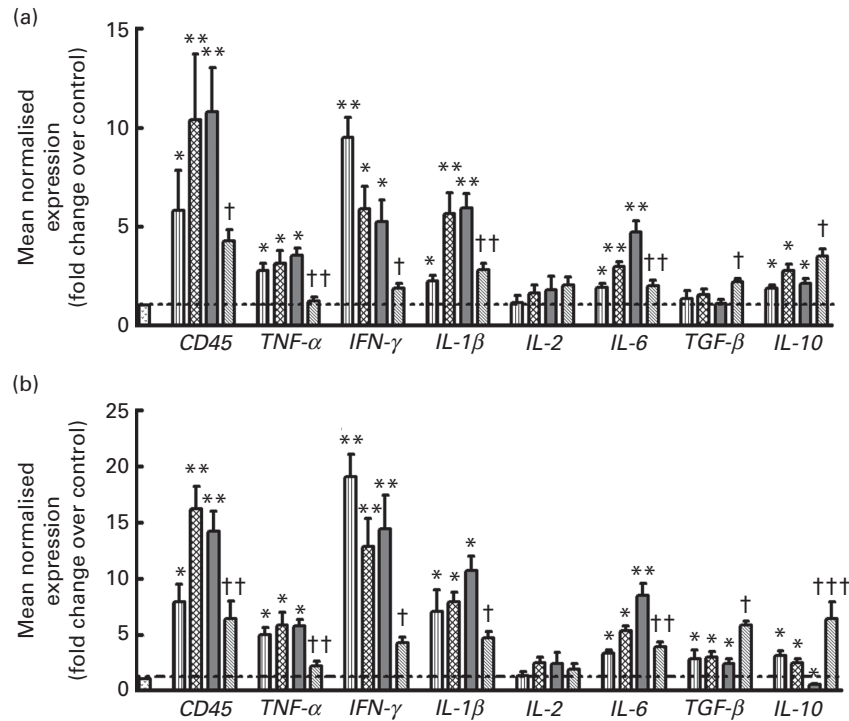 (a)
Mean normalised
expression
(fold change over control)
15
10
5
0
* ** ** †
* * * ††
** * * †
* ** ** ††
* ** ** ††
†
* * * †
CD45 TNF-α IFN-γ IL-1β IL-2 IL-6 TGF-β IL-10
(b)
Mean normalised
expression
(fold change over control)
25
20
15
10
5
0
* ** ** ††
* * * ††
** ** ** †
* * * †
* * ** ††
* * * †
* * * †††
CD45 TNF-α IFN-γ IL-1β IL-2 IL-6 TGF-β IL-10